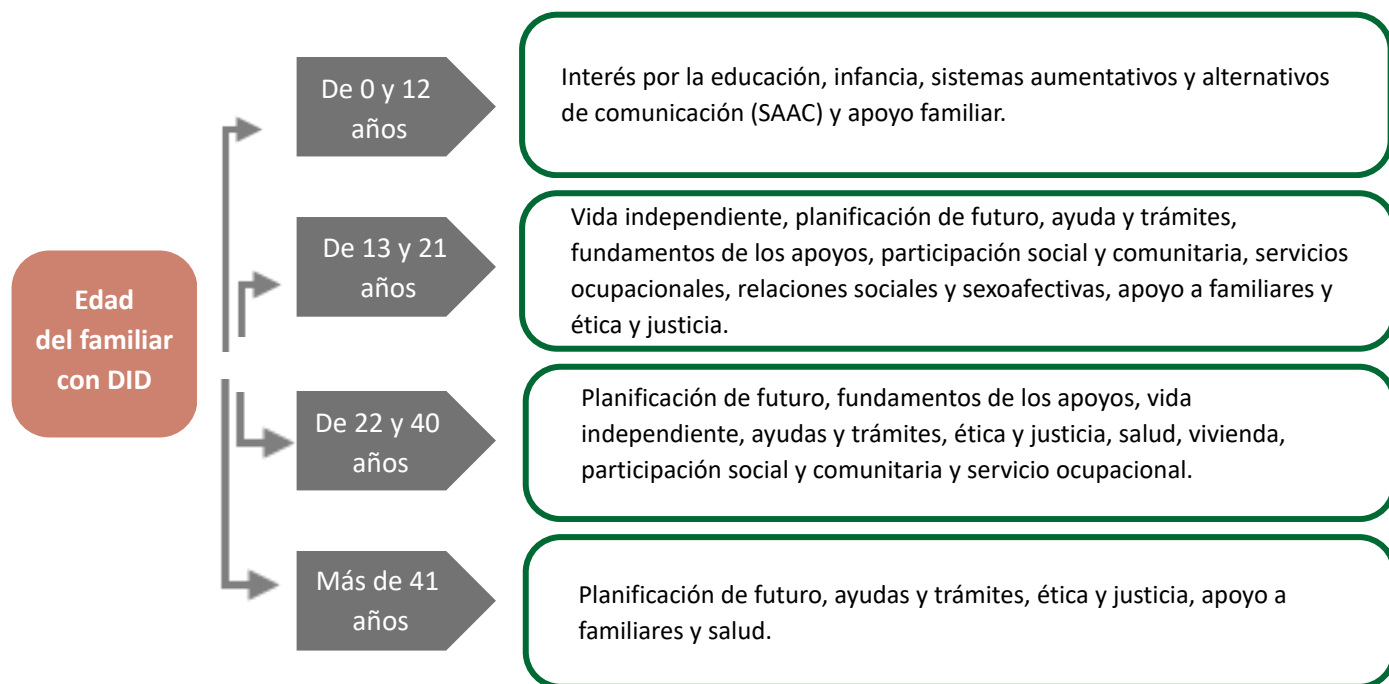 Edad
del familiar
con DID
De 0 y 12
años
Interés por la educación, infancia, sistemas aumentativos y alternativos
de comunicación (SAAC) y apoyo familiar.
De 13 y 21
años
Vida independiente, planificación de futuro, ayuda y trámites,
fundamentos de los apoyos, participación social y comunitaria, servicios
ocupacionales, relaciones sociales y sexoafectivas, apoyo a familiares y
ética y justicia.
De 22 y 40
años
Planificación de futuro, fundamentos de los apoyos, vida
independiente, ayudas y trámites, ética y justicia, salud, vivienda,
participación social y comunitaria y servicio ocupacional.
Más de 41
años
Planificación de futuro, ayudas y trámites, ética y justicia, apoyo a
familiares y salud.